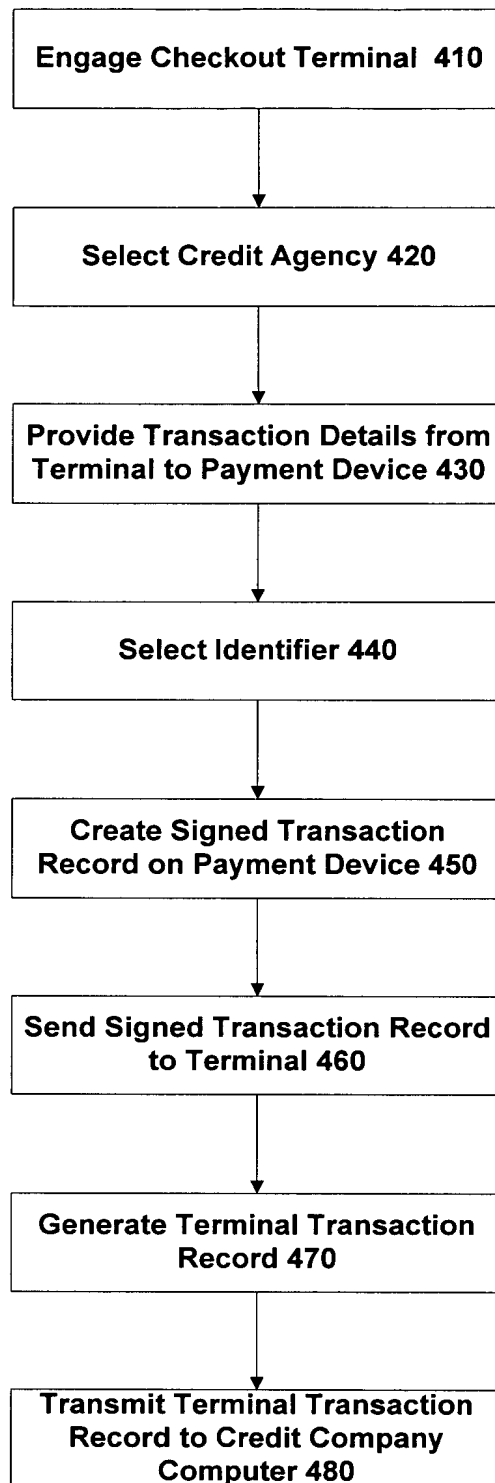 Engage Checkout Terminal 410
Select Credit Agency 420
Provide Transaction Details from
Terminal to Payment Device 430
Select Identifier 440
Create Signed Transaction
Record on Payment Device 450
Send Signed Transaction Record
to Terminal 460
Generate Terminal Transaction
Record 470
Transmit Terminal Transaction
Record to Credit Company
Computer 480